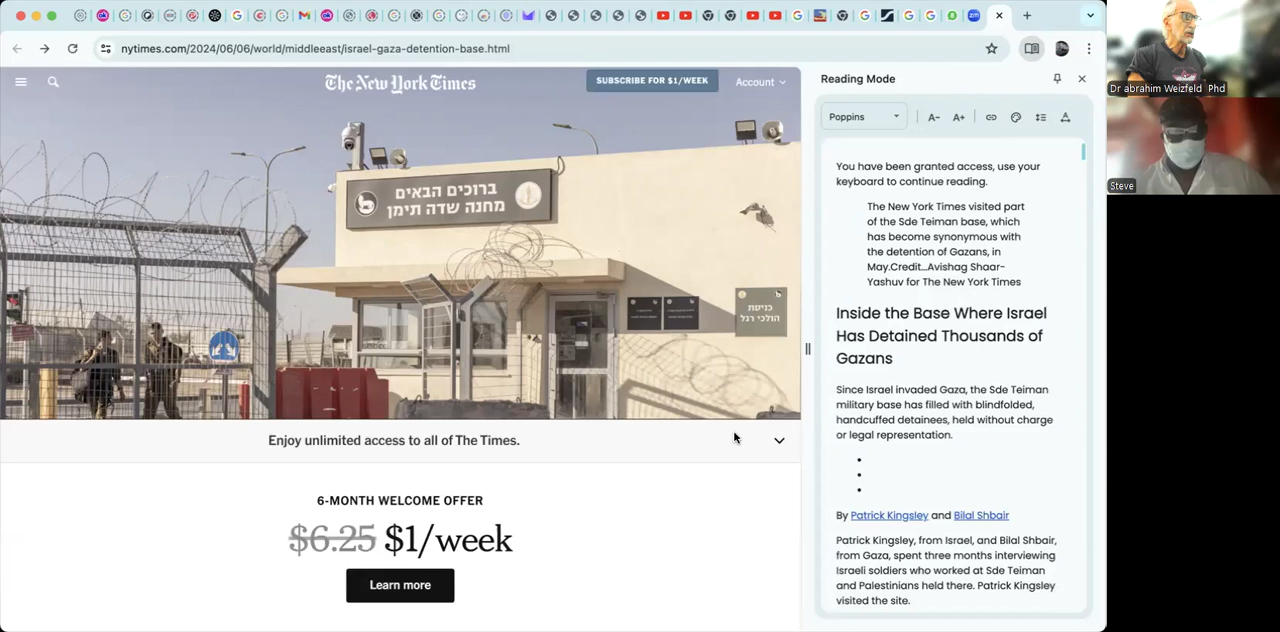 nytimes.com/2024/06/06/world/middleeast/israel-gaza-detention-base.html
The New York Times
SUBSCRIBE FOR $1/WEEK
Account
ברוכים הבאים
מחנה שדה תימן
כניסת
הולכי רגל
Enjoy unlimited access to all of The Times.
6-MONTH WELCOME OFFER
$6.25 $1/week
Learn more
Reading Mode
Poppins
A-
A+
You have been granted access, use your
keyboard to continue reading.
The New York Times visited part
of the Sde Teiman base, which
has become synonymous with
the detention of Gazans, in
May.Credit...Avishag Shaar-
Yashuv for The New York Times
Inside the Base Where Israel
Has Detained Thousands of
Gazans
Since Israel invaded Gaza, the Sde Teiman
military base has filled with blindfolded,
handcuffed detainees, held without charge
or legal representation.
By Patrick Kingsley and Bilal Shbair
Patrick Kingsley, from Israel, and Bilal Shbair,
from Gaza, spent three months interviewing
Israeli soldiers who worked at Sde Teiman
and Palestinians held there. Patrick Kingsley
visited the site.
Dr abrahim Weizfeld Phd
Steve